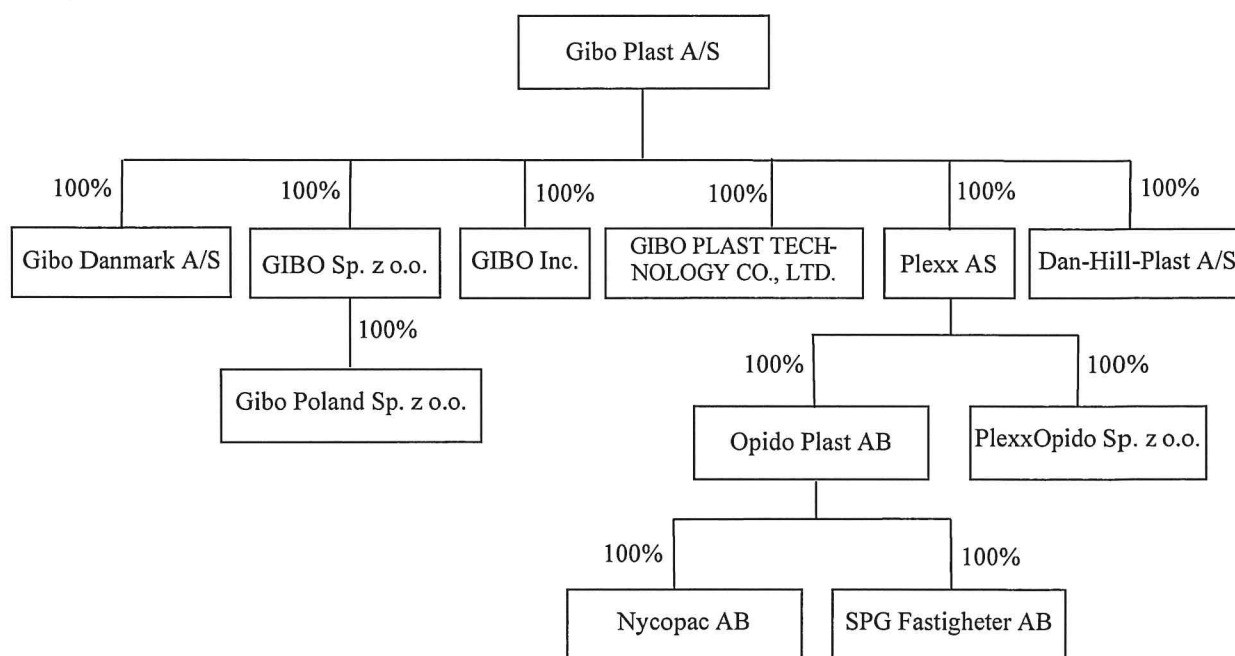 Gibo Plast A/S
100%
100%
100%
100%
100%
100%
Gibo Danmark A/S
GIBO Sp. z o.o.
GIBO Inc.
GIBO PLAST TECH-
NOLOGY CO., LTD.
Plexx AS
Dan-Hill-Plast A/S
100%
Gibo Poland Sp. z o.o.
100%
100%
Opido Plast AB
PlexxOpido Sp. z o.o.
100%
100%
Nycopac AB
SPG Fastigheter AB